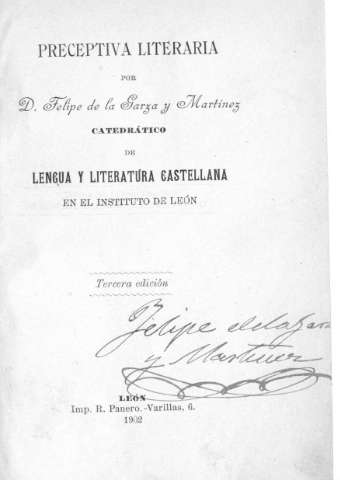 PRECEPTIVA LITERARIA
POR
D. Felipe de la Garza y Martínez
CATEDRÁTICO
DE
LENGUA Y LITERATURA CASTELLANA
EN EL INSTITUTO DE LEÓN
Tercera edición
Felipe de la Garza
y Martínez
LEÓN
Imp. R. Panero.-Varillas, 6.
1902